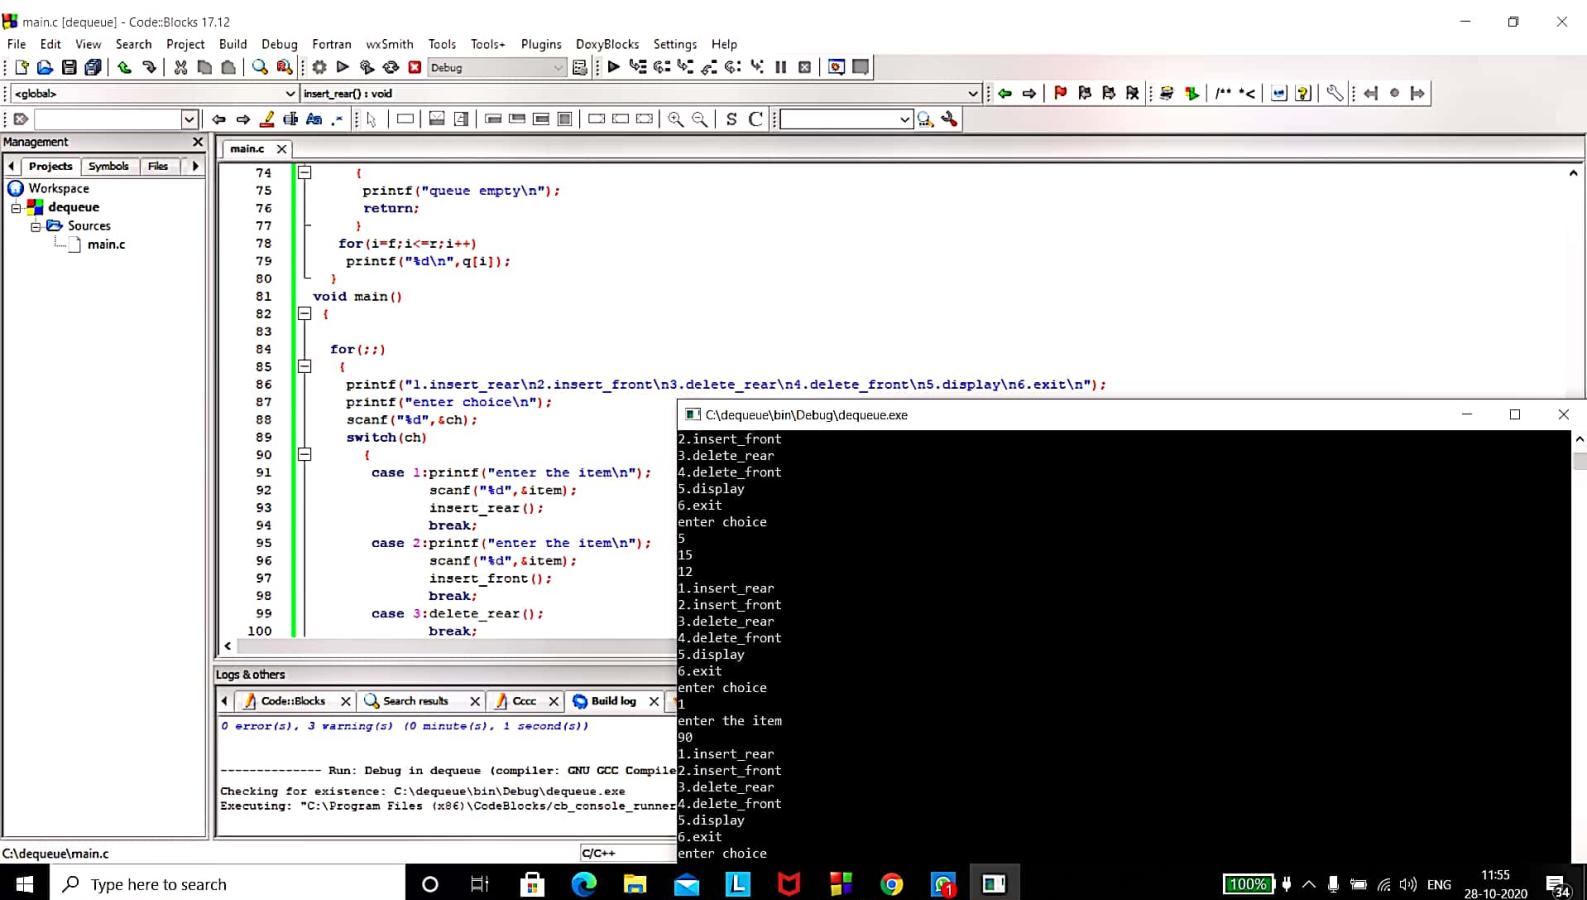 main.c [dequeue] - Code::Blocks 17.12
File Edit View Search Project Build Debug Fortran wxSmith Tools Tools+ Plugins DoxyBlocks Settings Help
Debug
<global> insert_rear() : void
/** *<
S C
Management
main.c
Projects Symbols Files
Workspace
dequeue
Sources
main.c
74 {
75 printf("queue empty\n");
76 return;
77 }
78 for(i=f;i<=r;i++)
79 printf("%d\n",q[i]);
80 }
81 void main()
82 {
83
84 for(;;)
85 {
86 printf("1.insert_rear\n2.insert_front\n3.delete_rear\n4.delete_front\n5.display\n6.exit\n");
87 printf("enter choice\n");
88 scanf("%d",&ch);
89 switch(ch)
90 {
91 case 1:printf("enter the item\n");
92 scanf("%d",&item);
93 insert_rear();
94 break;
95 case 2:printf("enter the item\n");
96 scanf("%d",&item);
97 insert_front();
98 break;
99 case 3:delete_rear();
100 break;
Logs & others
Code::Blocks Search results Cccc Build log
0 error(s), 3 warning(s) (0 minute(s), 1 second(s))
-------------- Run: Debug in dequeue (compiler: GNU GCC Compile
Checking for existence: C:\dequeue\bin\Debug\dequeue.exe
Executing: "C:\Program Files (x86)\CodeBlocks/cb_console_runner
C:\dequeue\main.c C/C++
C:\dequeue\bin\Debug\dequeue.exe
2.insert_front
3.delete_rear
4.delete_front
5.display
6.exit
enter choice
5
15
12
1.insert_rear
2.insert_front
3.delete_rear
4.delete_front
5.display
6.exit
enter choice
1
enter the item
90
1.insert_rear
2.insert_front
3.delete_rear
4.delete_front
5.display
6.exit
enter choice
Type here to search
L
1
100%
ENG
11:55
28-10-2020
34